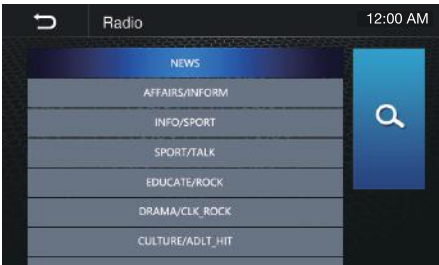 Radio
12:00 AM
NEWS
AFFAIRS/INFORM
INFO/SPORT
SPORT/TALK
EDUCATE/ROCK
DRAMA/CLK_ROCK
CULTURE/ADLT_HIT